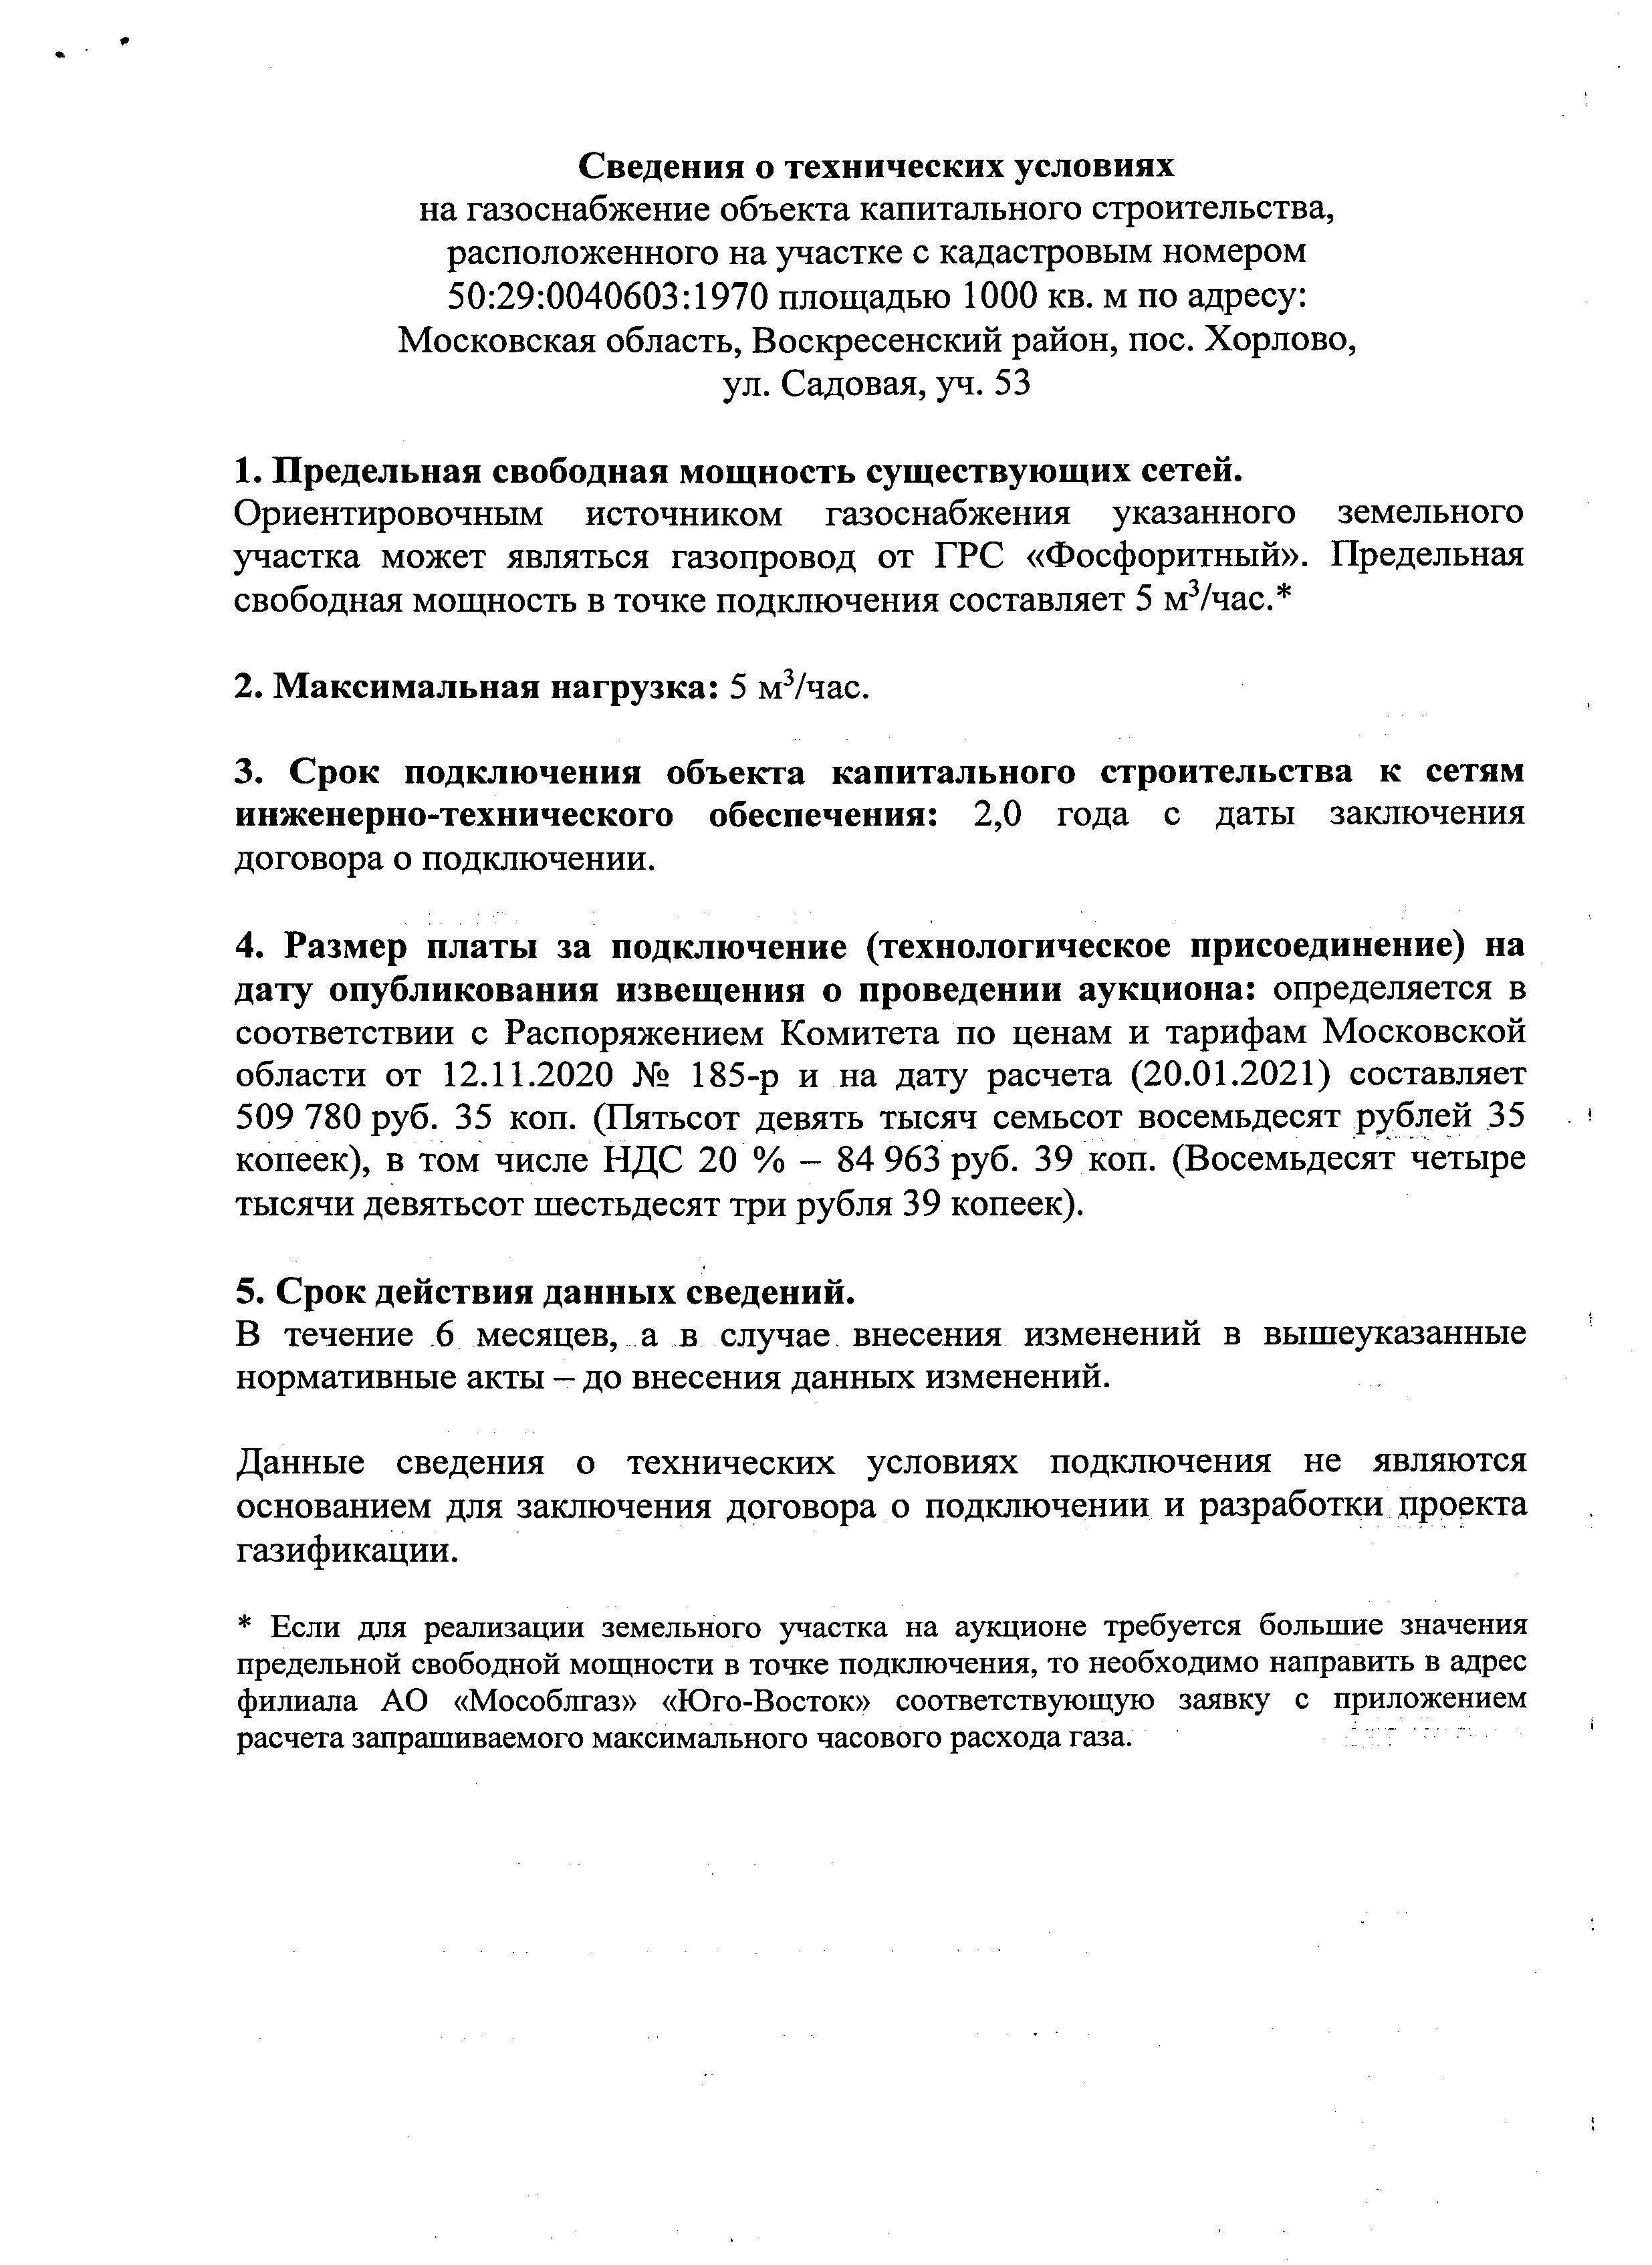 Сведения о технических условиях
на газоснабжение объекта капитального строительства,
расположенного на участке с кадастровым номером
50:29:0040603:1970 площадью 1000 кв. м по адресу:
Московская область, Воскресенский район, пос. Хорлово,
ул. Садовая, уч. 53
1. Предельная свободная мощность существующих сетей.
Ориентировочным источником газоснабжения указанного земельного
участка может являться газопровод от ГРС «Фосфоритный». Предельная
свободная мощность в точке подключения составляет 5 м³/час.*
2. Максимальная нагрузка: 5 м³/час.
3. Срок подключения объекта капитального строительства к сетям
инженерно-технического обеспечения: 2,0 года с даты заключения
договора о подключении.
4. Размер платы за подключение (технологическое присоединение) на
дату опубликования извещения о проведении аукциона: определяется в
соответствии с Распоряжением Комитета по ценам и тарифам Московской
области от 12.11.2020 № 185-р и на дату расчета (20.01.2021) составляет
509 780 руб. 35 коп. (Пятьсот девять тысяч семьсот восемьдесят рублей 35
копеек), в том числе НДС 20 % – 84 963 руб. 39 коп. (Восемьдесят четыре
тысячи девятьсот шестьдесят три рубля 39 копеек).
5. Срок действия данных сведений.
В течение 6 месяцев, а в случае внесения изменений в вышеуказанные
нормативные акты – до внесения данных изменений.
Данные сведения о технических условиях подключения не являются
основанием для заключения договора о подключении и разработки проекта
газификации.
* Если для реализации земельного участка на аукционе требуется большие значения
предельной свободной мощности в точке подключения, то необходимо направить в адрес
филиала АО «Мособлгаз» «Юго-Восток» соответствующую заявку с приложением
расчета запрашиваемого максимального часового расхода газа.